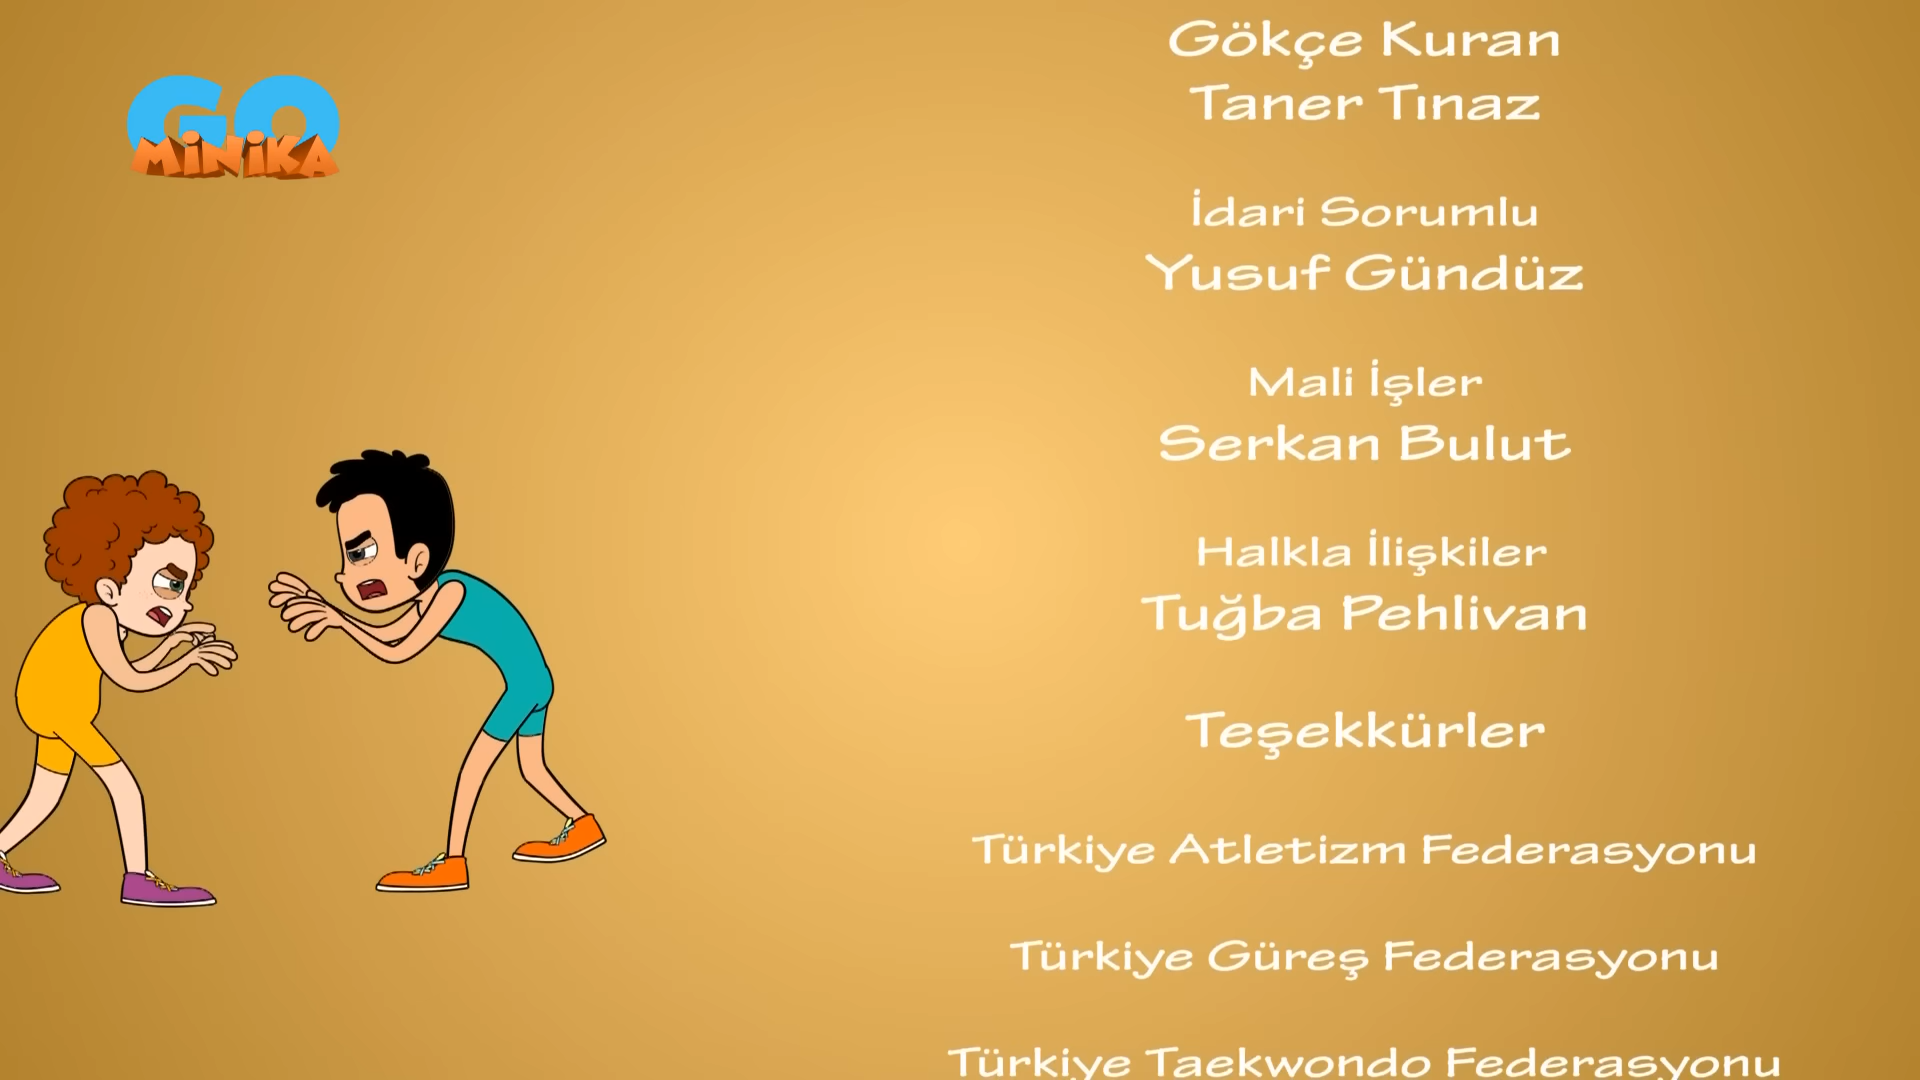 GO
MiNiKA
Gökçe Kuran
Taner Tınaz
İdari Sorumlu
Yusuf Gündüz
Mali İşler
Serkan Bulut
Halkla İlişkiler
Tuğba Pehlivan
Teşekkürler
Türkiye Atletizm Federasyonu
Türkiye Güreş Federasyonu
Türkiye Taekwondo Federasyonu